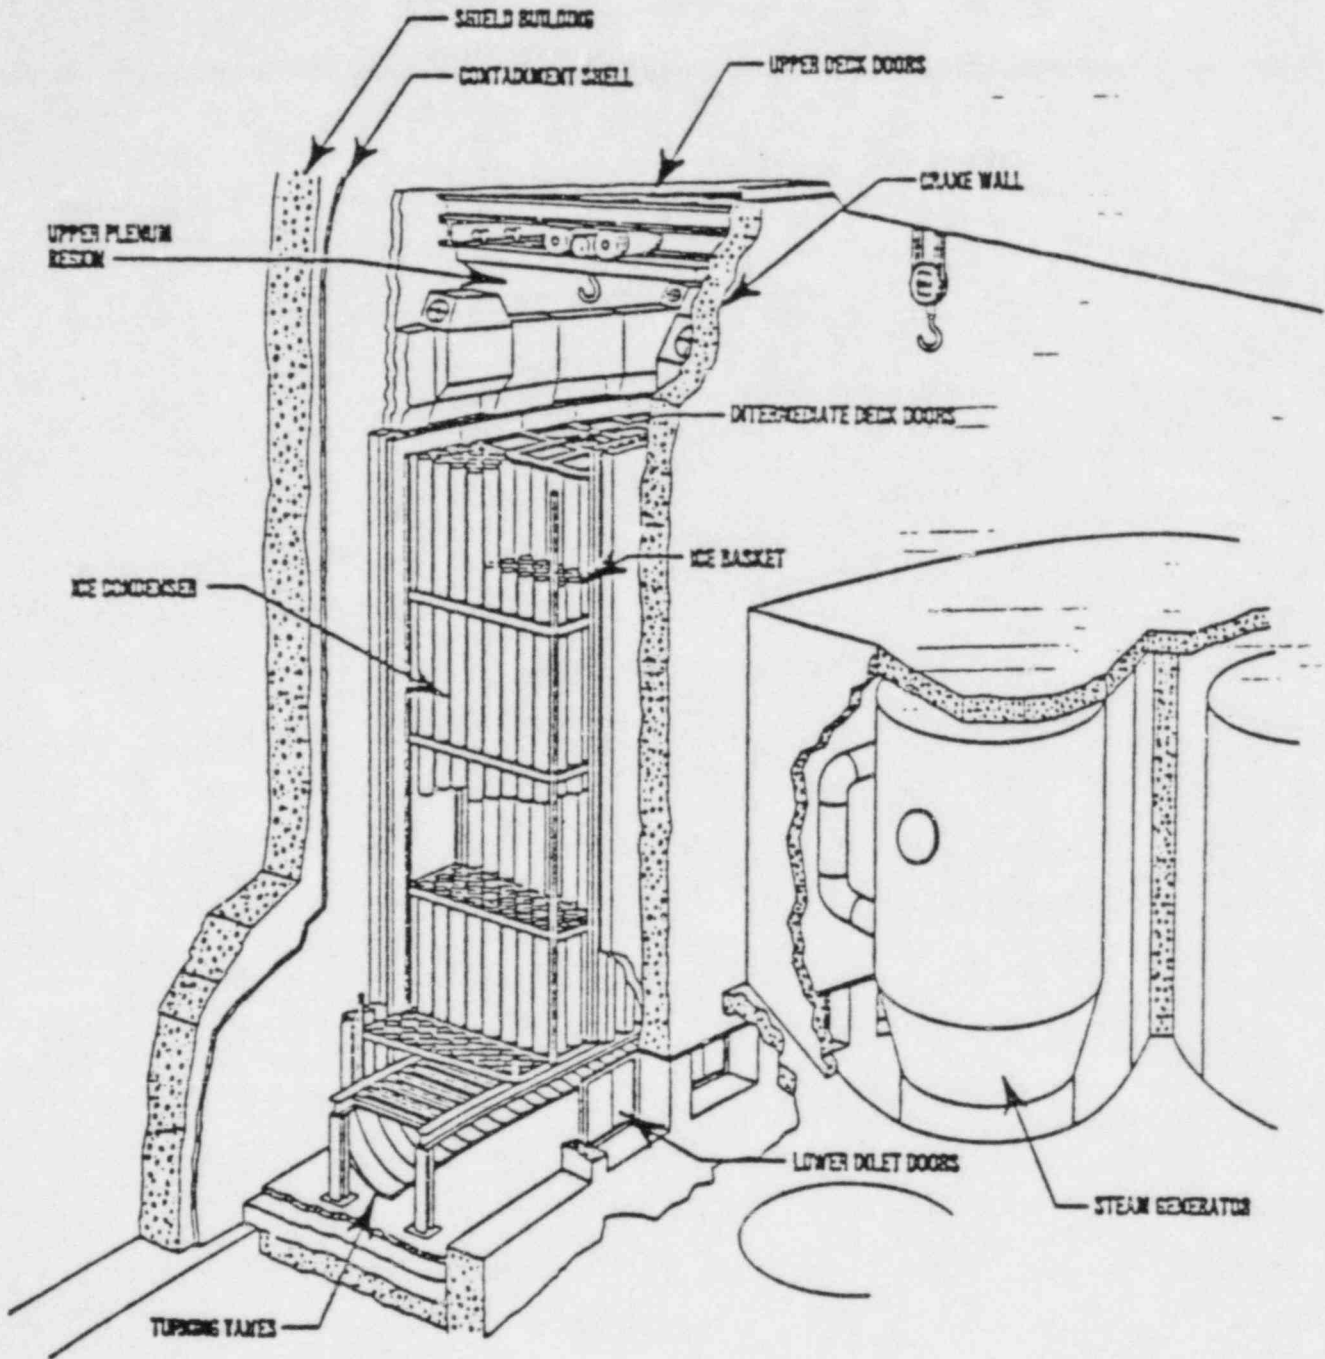 SHIELD BUILDING
CONTAINMENT SHELL
UPPER DECK DOORS
CRANE WALL
UPPER PLENUM
REGION
INTERMEDIATE DECK DOORS
ICE BASKET
ICE CONDENSER
LOWER INLET DOORS
STEAM GENERATOR
TURNING VANES